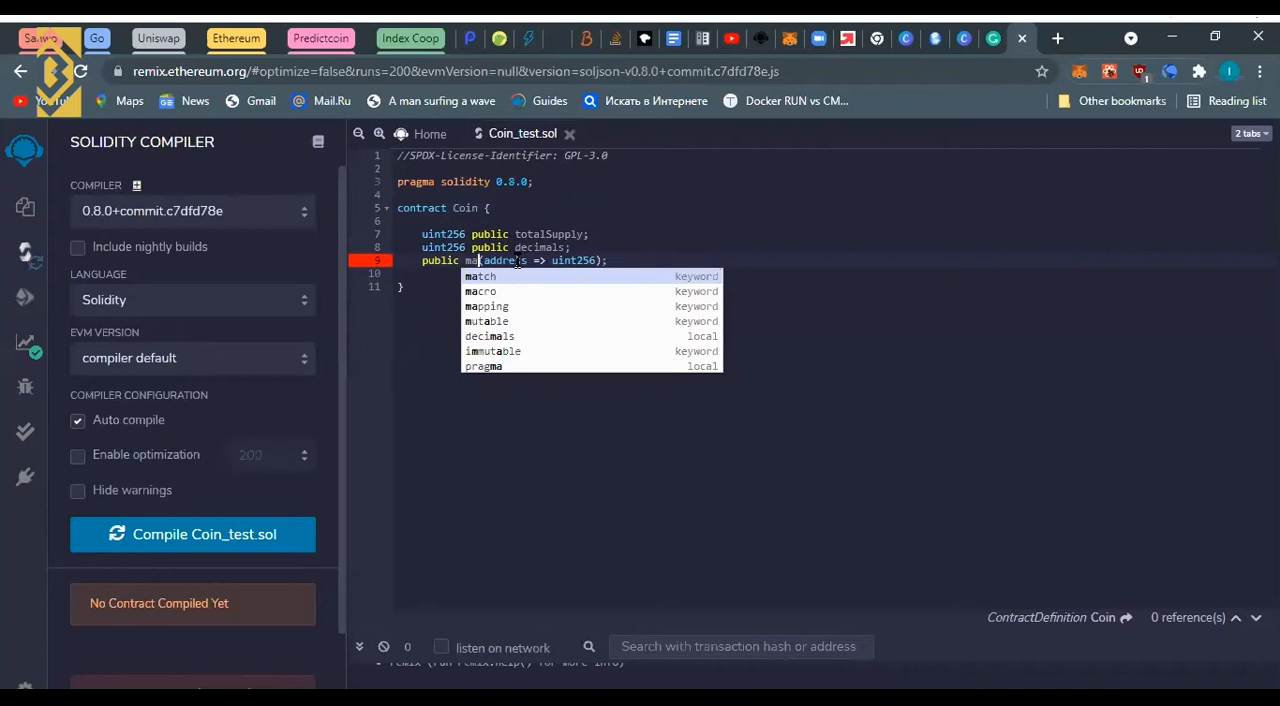 Go
Uniswap
Ethereum
Predictcoin
Index Coop
remix.ethereum.org/#optimize=false&runs=200&evmVersion=null&version=soljson-v0.8.0+commit.c7dfd78e.js
Maps
News
Gmail
Mail.Ru
A man surfing a wave
Guides
Искать в Интернете
Docker RUN vs CM...
Other bookmarks
Reading list
SOLIDITY COMPILER
COMPILER
0.8.0+commit.c7dfd78e
Include nightly builds
LANGUAGE
Solidity
EVM VERSION
compiler default
COMPILER CONFIGURATION
Auto compile
Enable optimization
200
Hide warnings
Compile Coin_test.sol
No Contract Compiled Yet
Home
Coin_test.sol
2 tabs
1 //SPDX-License-Identifier: GPL-3.0
2
3 pragma solidity 0.8.0;
4
5 contract Coin {
6
7 uint256 public totalSupply;
8 uint256 public decimals;
9 public ma(address => uint256);
10
11 }
match keyword
macro keyword
mapping keyword
mutable keyword
decimals local
immutable keyword
pragma local
ContractDefinition Coin
0 reference(s)
0
listen on network
Search with transaction hash or address